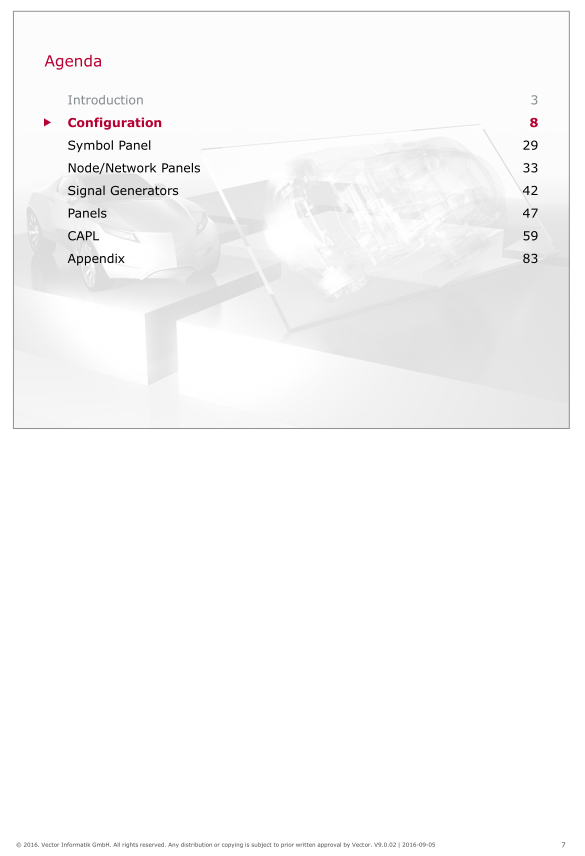 Agenda
Introduction 3
Configuration 8
Symbol Panel 29
Node/Network Panels 33
Signal Generators 42
Panels 47
CAPL 59
Appendix 83
© 2016. Vector Informatik GmbH. All rights reserved. Any distribution or copying is subject to prior written approval by Vector. V9.0.02 | 2016-09-05 7